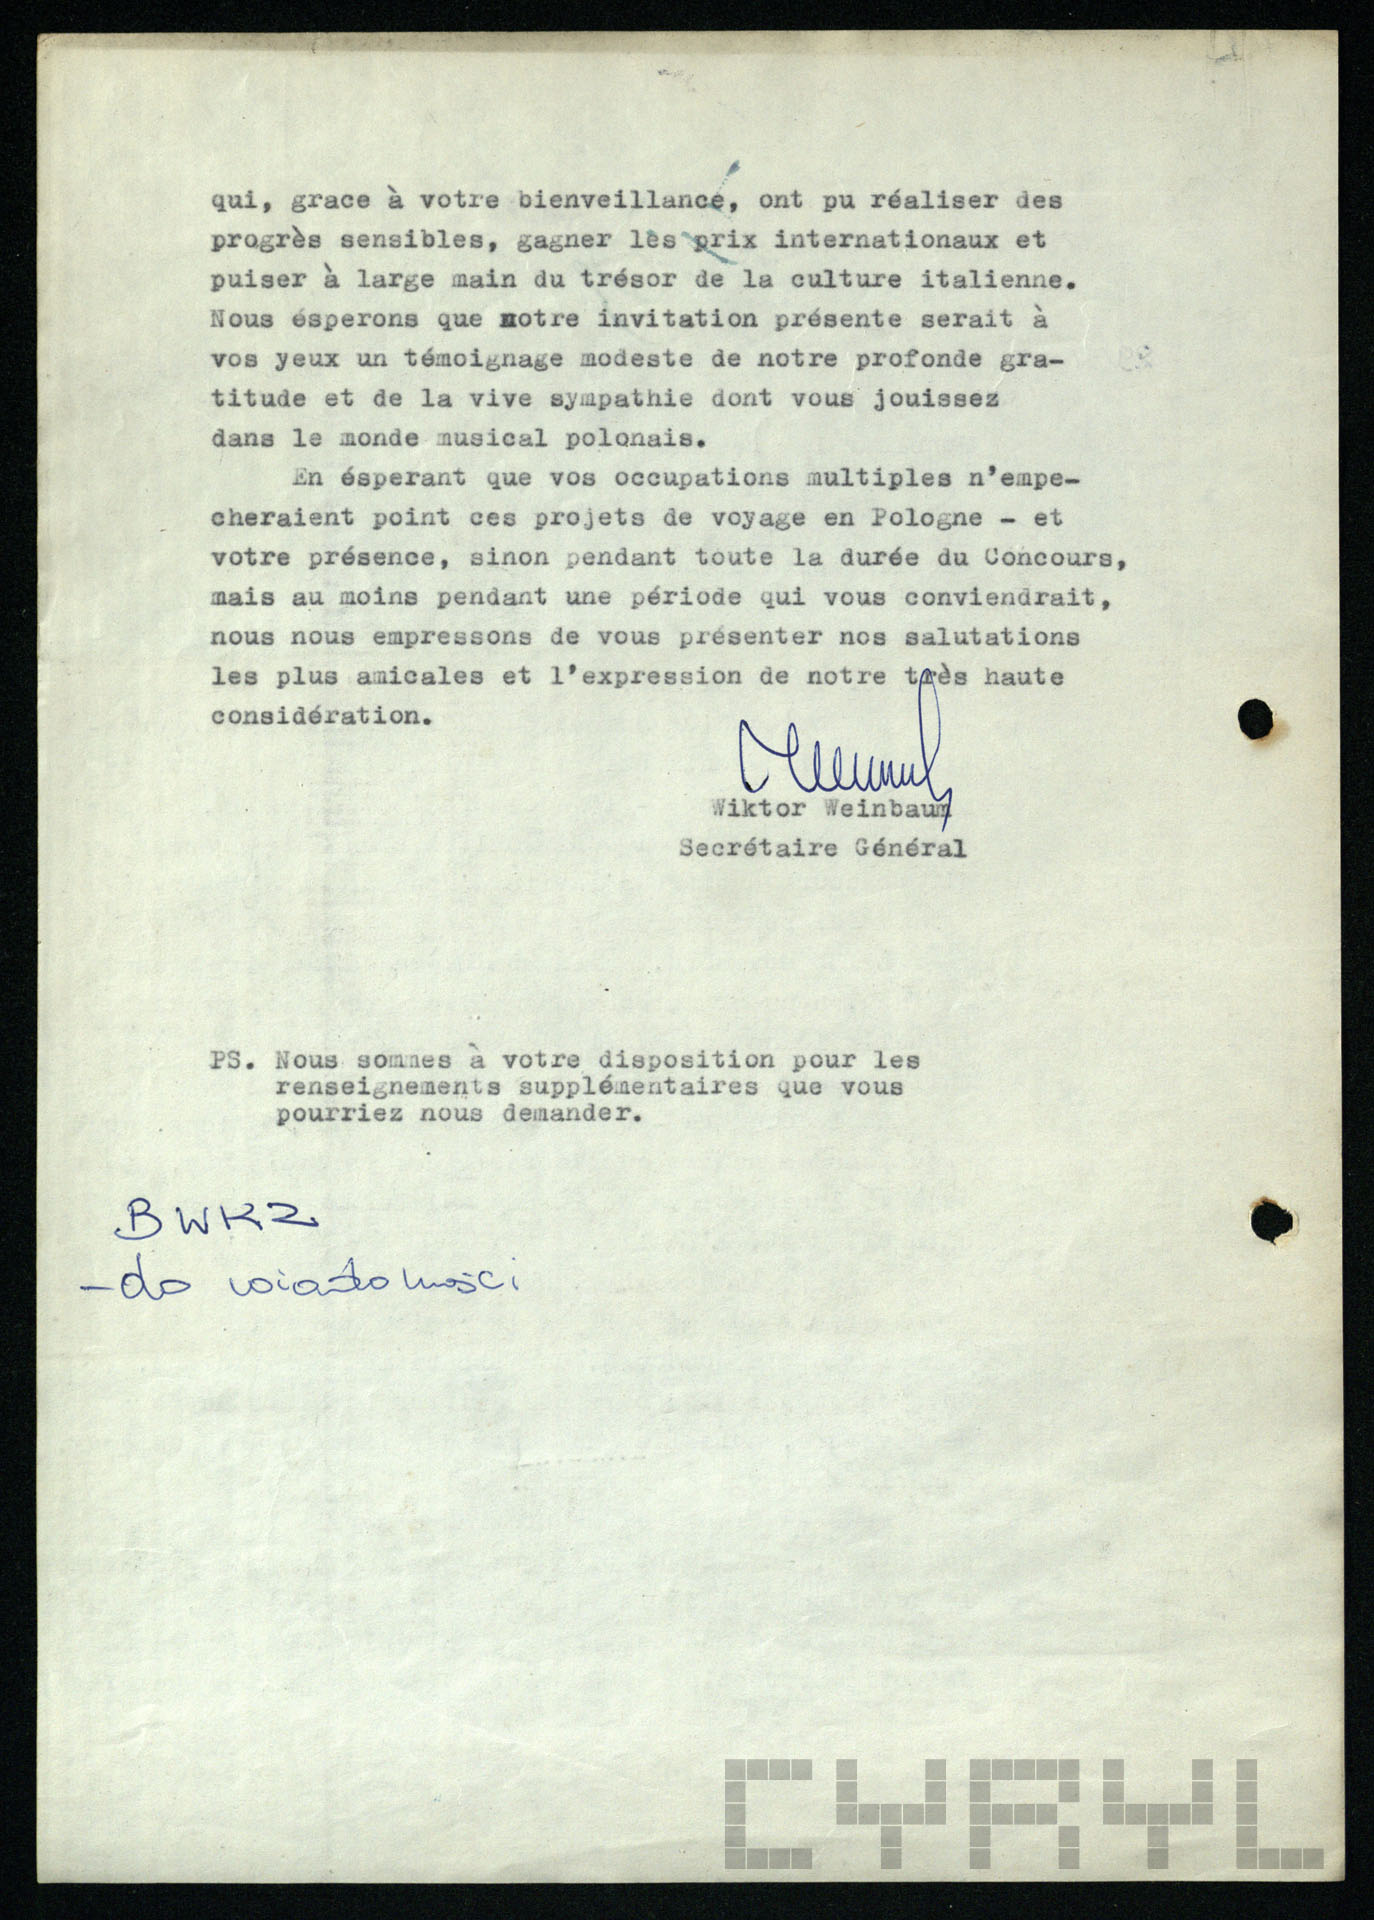 qui, grace à votre bienveillance, ont pu réaliser des
progrès sensibles, gagner les prix internationaux et
puiser à large main du trésor de la culture italienne.
Nous ésperons que notre invitation présente serait à
vos yeux un témoignage modeste de notre profonde gra-
titude et de la vive sympathie dont vous jouissez
dans le monde musical polonais.
En ésperant que vos occupations multiples n'empe-
cheraient point ces projets de voyage en Pologne - et
votre présence, sinon pendant toute la durée du Concours,
mais au moins pendant une période qui vous conviendrait,
nous nous empressons de vous présenter nos salutations
les plus amicales et l'expression de notre très haute
considération.
Wiktor Weinbaum
Secrétaire Général
PS. Nous sommes à votre disposition pour les
renseignements supplémentaires que vous
pourriez nous demander.
BWKZ
- do wiadomości
CYRYL